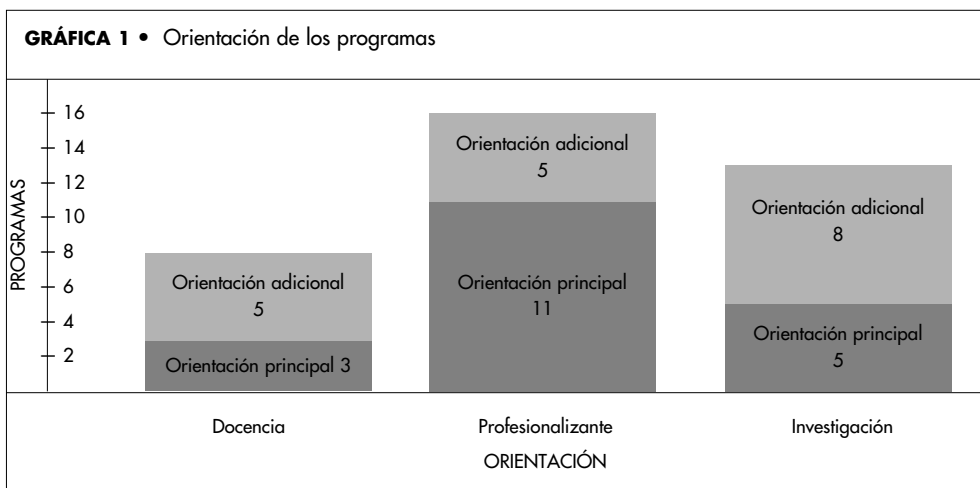 GRÁFICA 1 • Orientación de los programas
PROGRAMAS
16
14
12
10
8
6
4
2
Orientación adicional
5
Orientación principal 3
Orientación adicional
5
Orientación principal
11
Orientación adicional
8
Orientación principal
5
Docencia
Profesionalizante
Investigación
ORIENTACIÓN